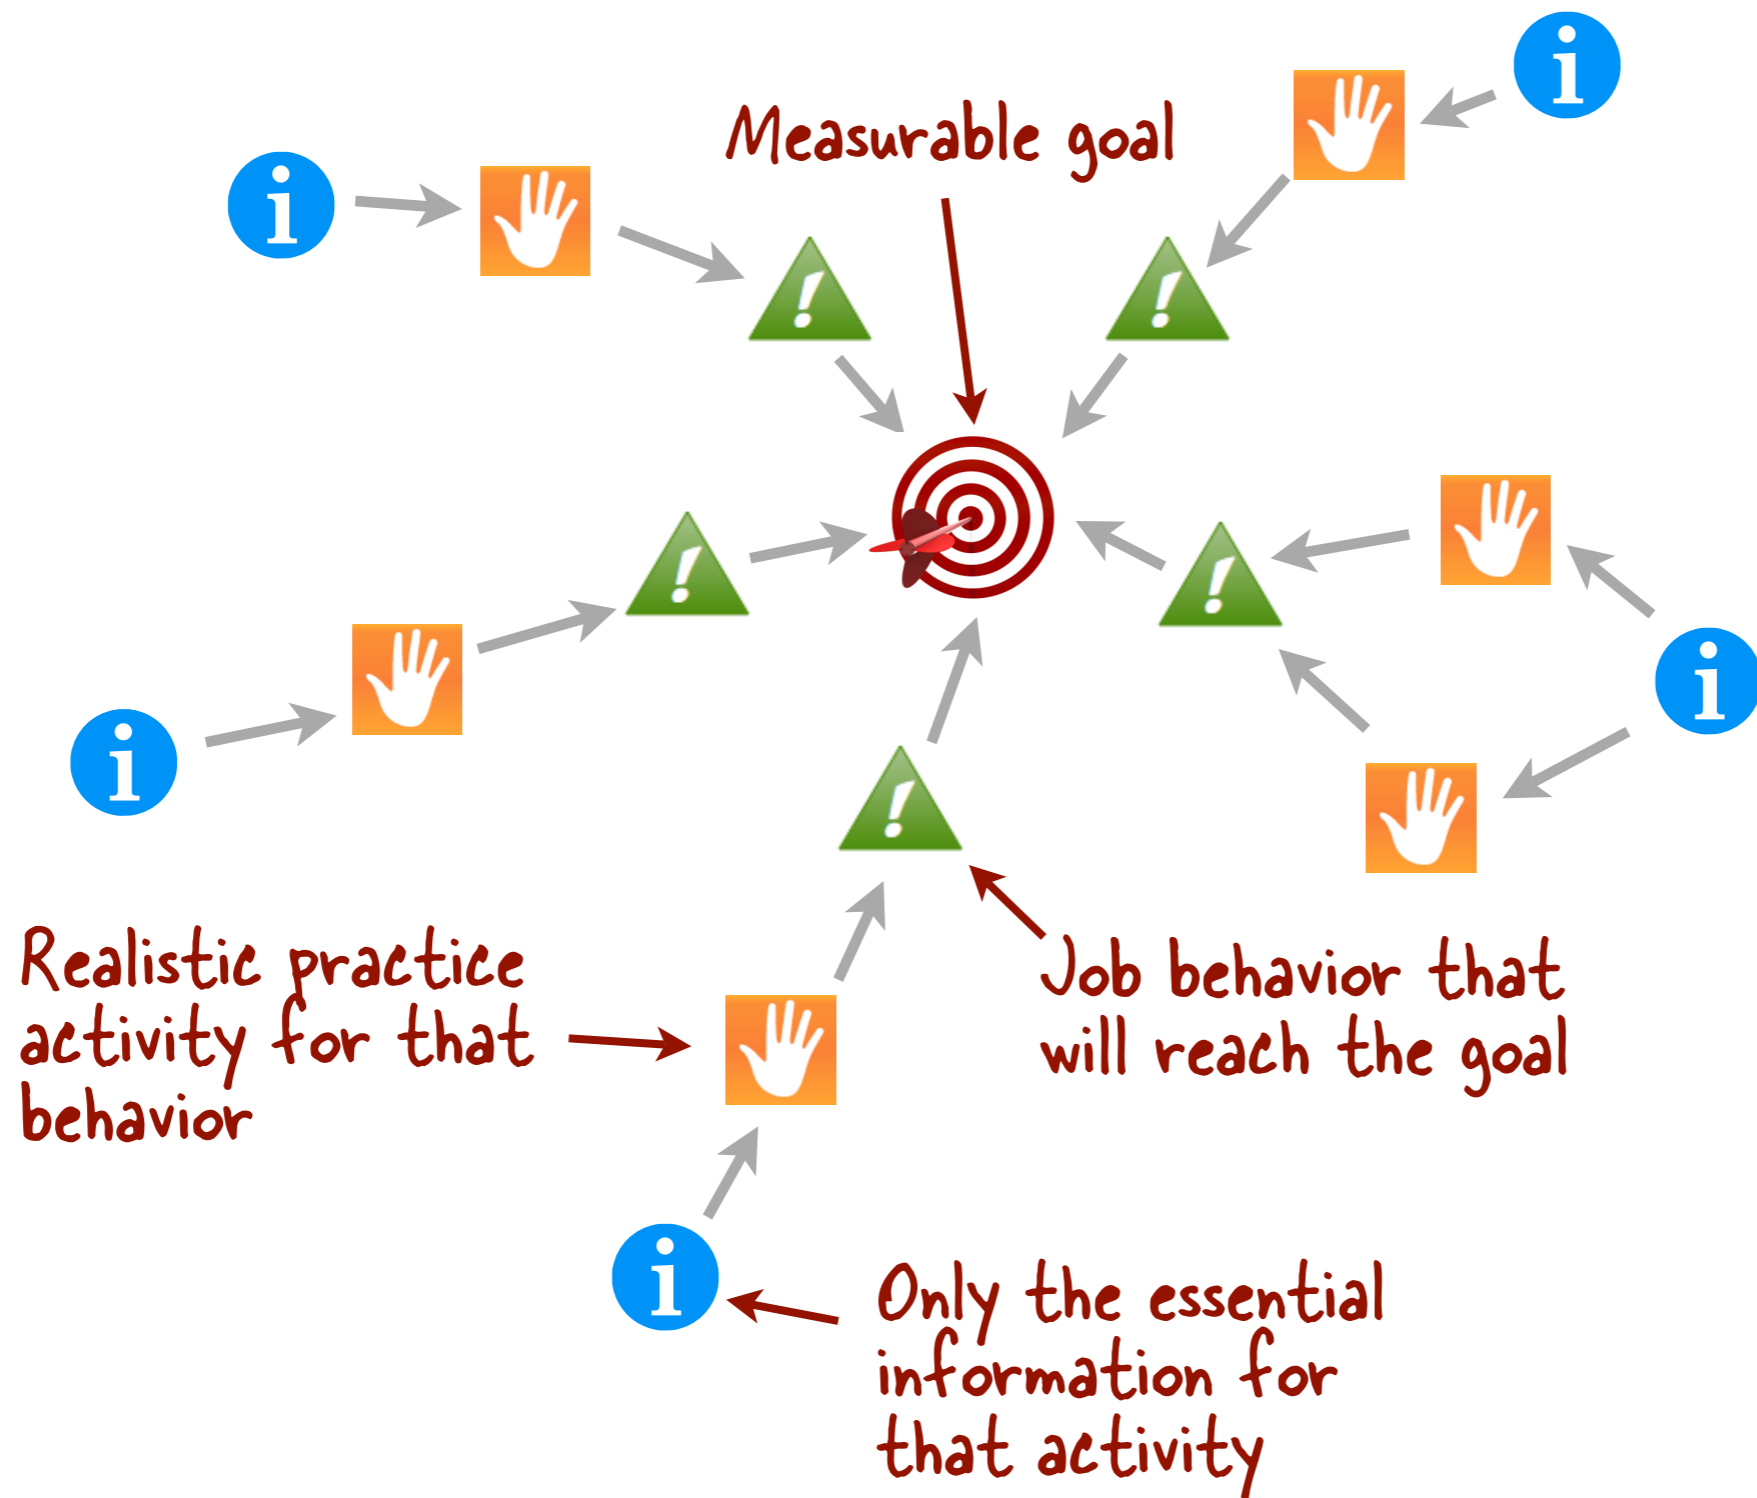 i
Measurable goal
i
!
!
!
!
i
i
!
Realistic practice
activity for that
behavior
Job behavior that
will reach the goal
i
Only the essential
information for
that activity